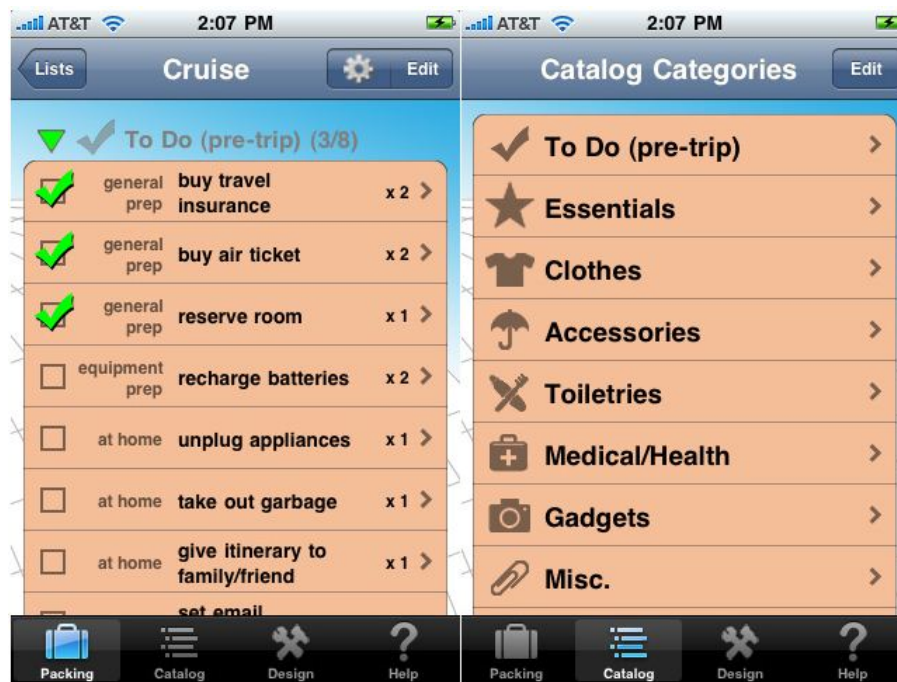 AT&T 2:07 PM
Lists Cruise Edit
To Do (pre-trip) (3/8)
general prep buy travel insurance x 2
general prep buy air ticket x 2
general prep reserve room x 1
equipment prep recharge batteries x 2
at home unplug appliances x 1
at home take out garbage x 1
at home give itinerary to family/friend x 1
set email
Packing Catalog Design Help
AT&T 2:07 PM
Catalog Categories Edit
To Do (pre-trip)
Essentials
Clothes
Accessories
Toiletries
Medical/Health
Gadgets
Misc.
Packing Catalog Design Help